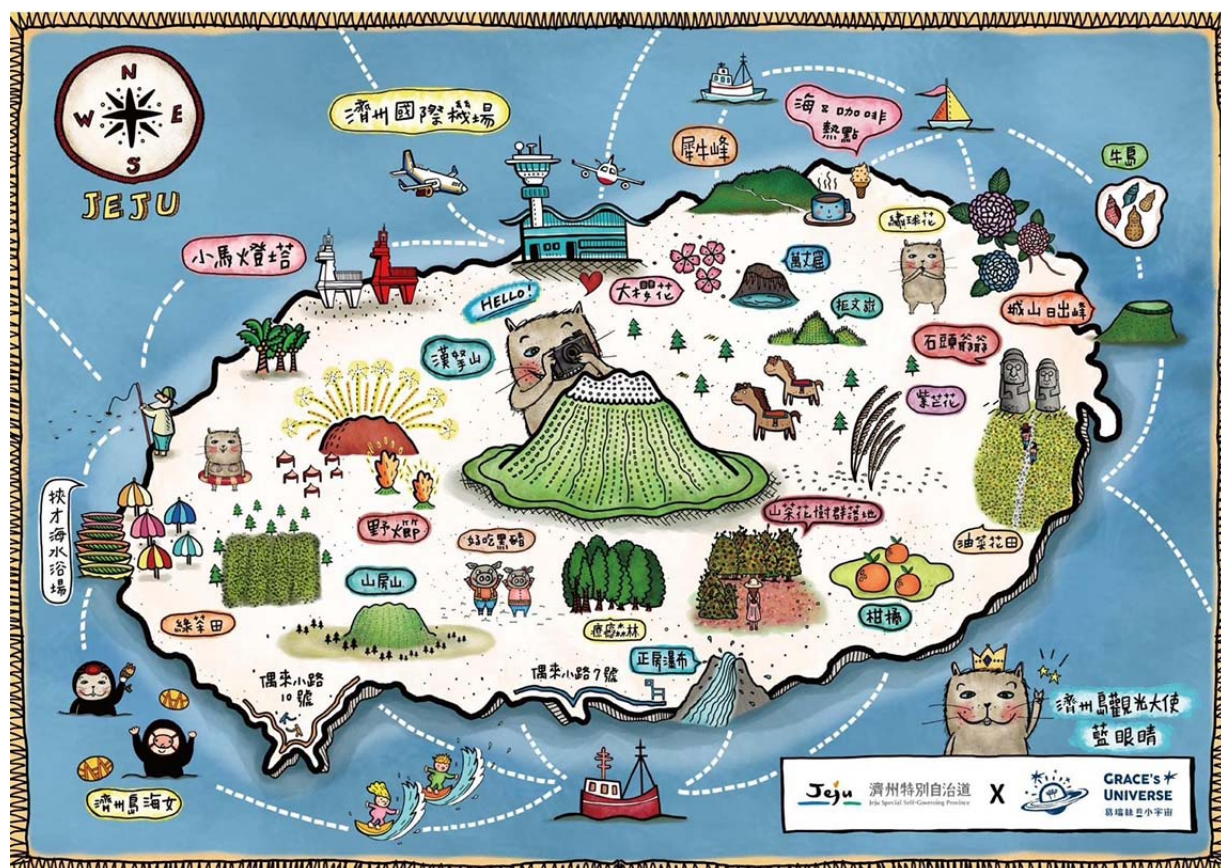 N
W
E
S
JEJU
濟州國際機場
犀牛峰
海&咖啡
熱點
牛島
繡球花
小馬燈塔
HELLO!
大櫻花
萬丈窟
拒文嶽
城山日出峰
漢拏山
石頭爺爺
紫芒花
挾才海水浴場
野火節
好吃黑豬
山茶花樹群落地
油菜花田
山房山
柑橘
綠茶田
療癒森林
正房瀑布
偶來小路
10號
偶來小路7號
濟州島觀光大使
藍眼睛
濟州島海女
Jeju
濟州特別自治道
Jeju Special Self-Governing Province
X
GRACE's
UNIVERSE